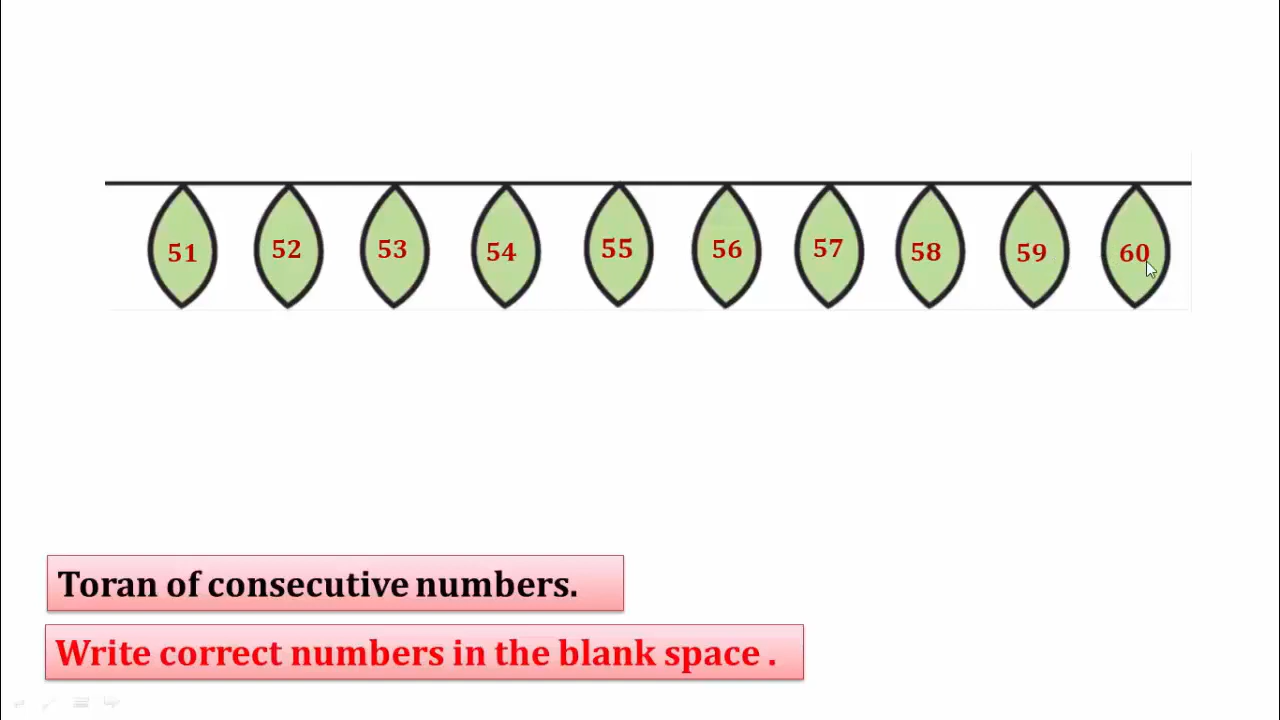 51 52 53 54 55 56 57 58 59 60
Toran of consecutive numbers.
Write correct numbers in the blank space .